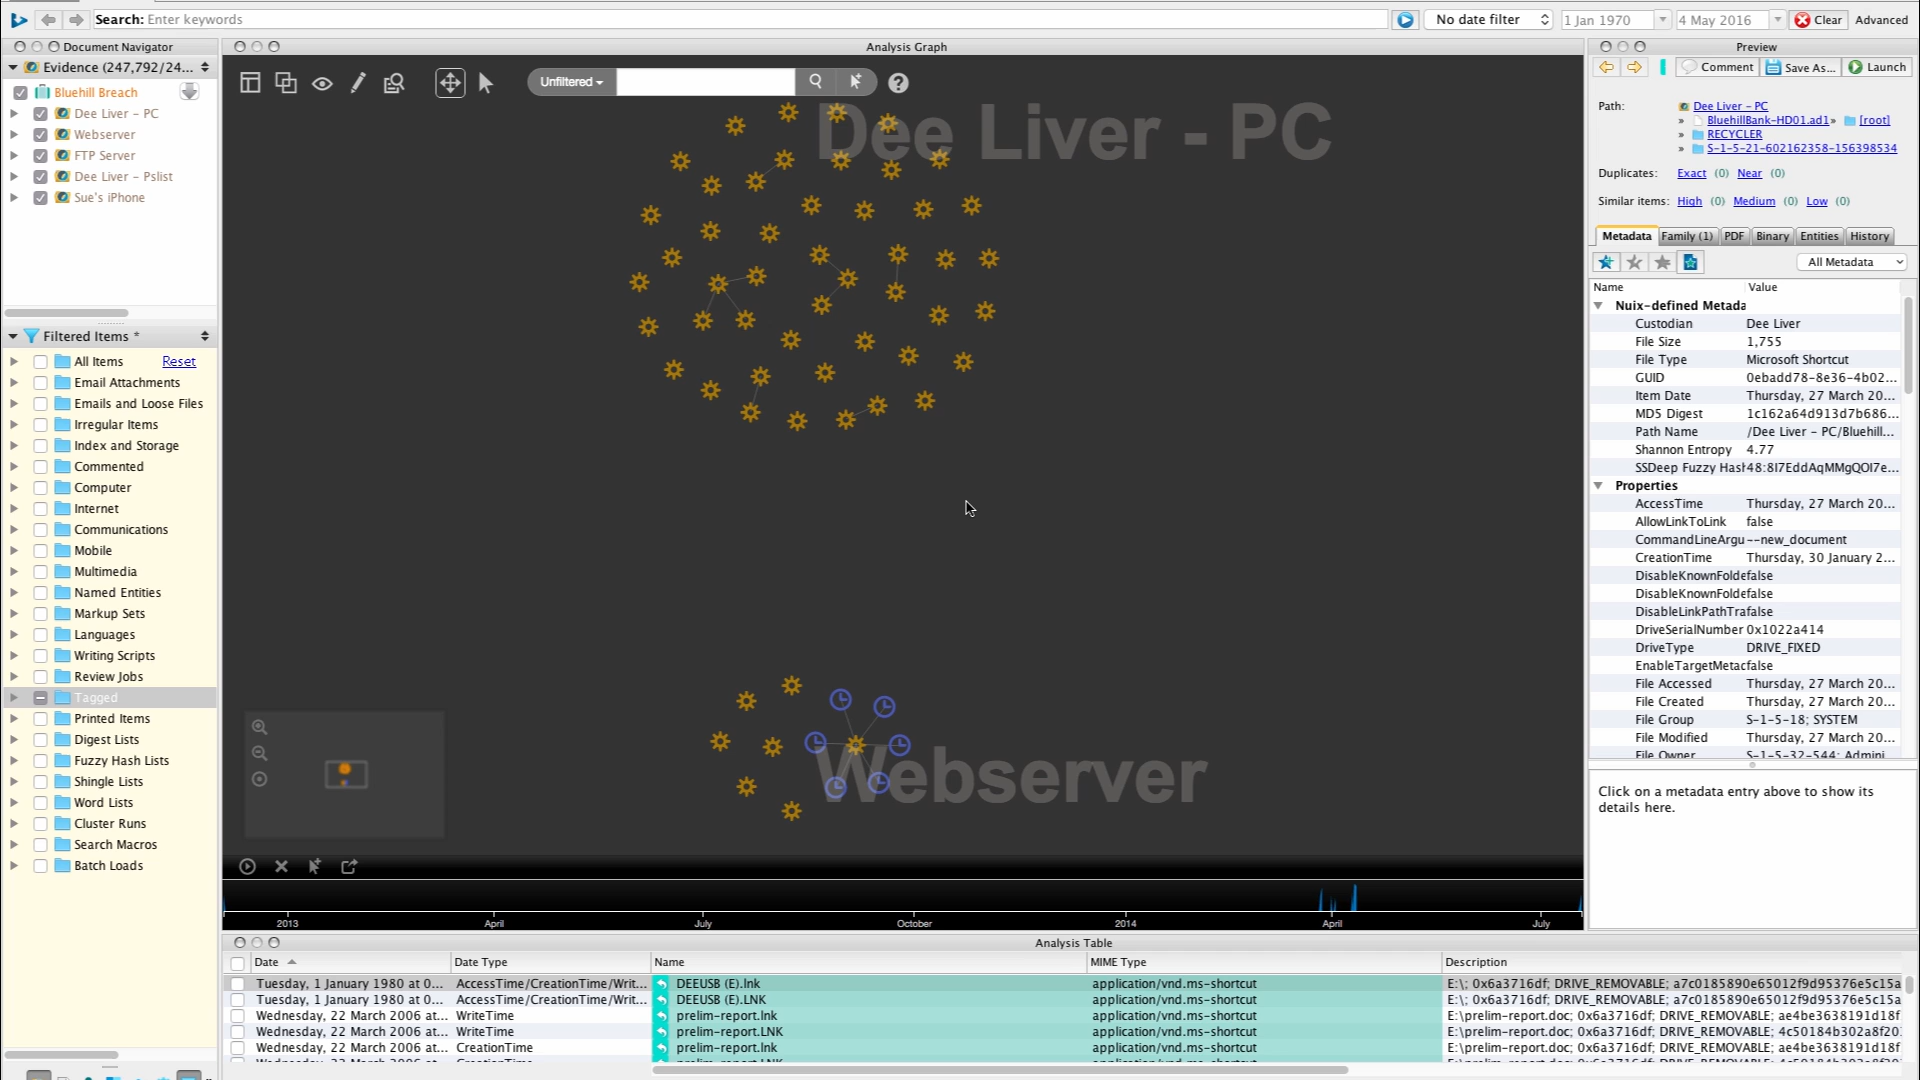 Search: Enter keywords
No date filter
1 Jan 1970
4 May 2016
Clear
Advanced
Document Navigator
Evidence (247,792/24...
Bluehill Breach
Dee Liver - PC
Webserver
FTP Server
Dee Liver - Pslist
Sue's iPhone
Filtered Items *
All Items Reset
Email Attachments
Emails and Loose Files
Irregular Items
Index and Storage
Commented
Computer
Internet
Communications
Mobile
Multimedia
Named Entities
Markup Sets
Languages
Writing Scripts
Review Jobs
Tagged
Printed Items
Digest Lists
Fuzzy Hash Lists
Shingle Lists
Word Lists
Cluster Runs
Search Macros
Batch Loads
Analysis Graph
Unfiltered
Dee Liver - PC
Webserver
2013 April July October 2014 April July
Analysis Table
Date Date Type Name MIME Type Description
Tuesday, 1 January 1980 at 0... AccessTime/CreationTime/Writ... DEEUSB (E).lnk application/vnd.ms-shortcut E:\; 0x6a3716df; DRIVE_REMOVABLE; a7c0185890e65012f9d95376e5c15a
Tuesday, 1 January 1980 at 0... AccessTime/CreationTime/Writ... DEEUSB (E).LNK application/vnd.ms-shortcut E:\; 0x6a3716df; DRIVE_REMOVABLE; a7c0185890e65012f9d95376e5c15a
Wednesday, 22 March 2006 at... WriteTime prelim-report.lnk application/vnd.ms-shortcut E:\prelim-report.doc; 0x6a3716df; DRIVE_REMOVABLE; ae4be3638191d18f
Wednesday, 22 March 2006 at... WriteTime prelim-report.LNK application/vnd.ms-shortcut E:\prelim-report.doc; 0x6a3716df; DRIVE_REMOVABLE; 4c50184b302a8f20
Wednesday, 22 March 2006 at... CreationTime prelim-report.lnk application/vnd.ms-shortcut E:\prelim-report.doc; 0x6a3716df; DRIVE_REMOVABLE; ae4be3638191d18f
Preview
Comment Save As... Launch
Path: Dee Liver - PC
» BluehillBank-HD01.ad1 » [root]
» RECYCLER
» S-1-5-21-602162358-156398534
Duplicates: Exact (0) Near (0)
Similar items: High (0) Medium (0) Low (0)
Metadata Family (1) PDF Binary Entities History
All Metadata
Name Value
Nuix-defined Metada
Custodian Dee Liver
File Size 1,755
File Type Microsoft Shortcut
GUID 0ebadd78-8e36-4b02...
Item Date Thursday, 27 March 20...
MD5 Digest 1c162a64d913d7b686...
Path Name /Dee Liver - PC/Bluehill...
Shannon Entropy 4.77
SSDeep Fuzzy Hash 48:8I7EddAqMMgQOI7e...
Properties
AccessTime Thursday, 27 March 20...
AllowLinkToLink false
CommandLineArgu --new_document
CreationTime Thursday, 30 January 2...
DisableKnownFolde false
DisableKnownFolde false
DisableLinkPathTra false
DriveSerialNumber 0x1022a414
DriveType DRIVE_FIXED
EnableTargetMetac false
File Accessed Thursday, 27 March 20...
File Created Thursday, 27 March 20...
File Group S-1-5-18; SYSTEM
File Modified Thursday, 27 March 20...
File Owner S-1-5-32-544; Admini
Click on a metadata entry above to show its
details here.